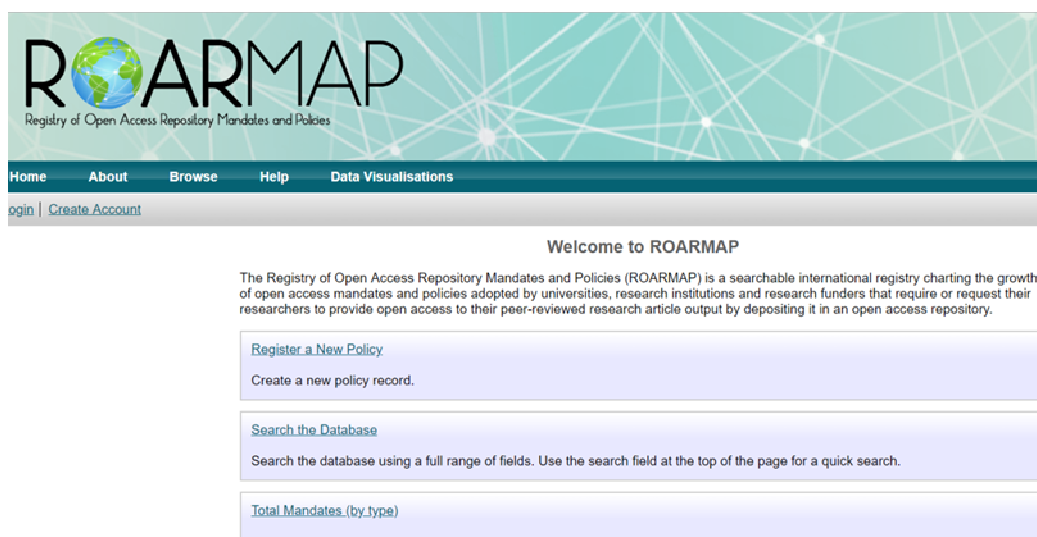 ROARMAP
Registry of Open Access Repository Mandates and Policies
Home About Browse Help Data Visualisations
ogin | Create Account
Welcome to ROARMAP
The Registry of Open Access Repository Mandates and Policies (ROARMAP) is a searchable international registry charting the growth
of open access mandates and policies adopted by universities, research institutions and research funders that require or request their
researchers to provide open access to their peer-reviewed research article output by depositing it in an open access repository.
Register a New Policy
Create a new policy record.
Search the Database
Search the database using a full range of fields. Use the search field at the top of the page for a quick search.
Total Mandates (by type)